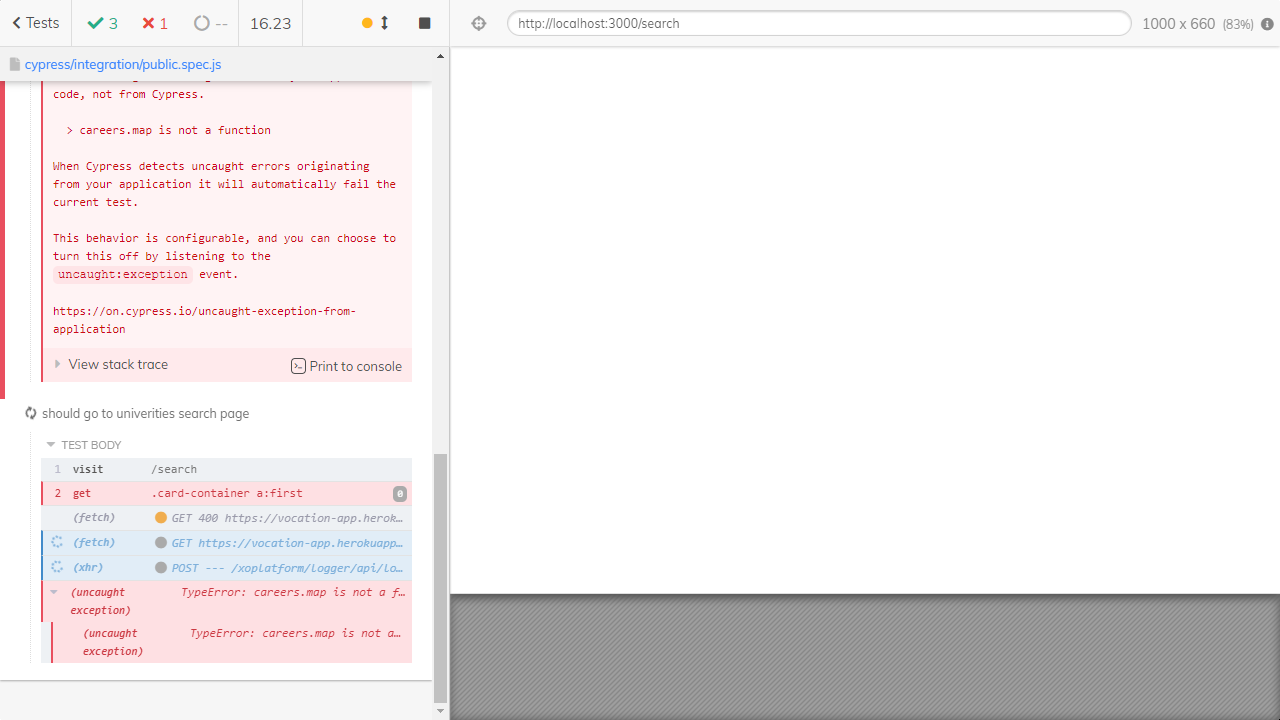 Tests 3 1 -- 16.23 http://localhost:3000/search 1000 x 660 (83%)
cypress/integration/public.spec.js
code, not from Cypress.
> careers.map is not a function
When Cypress detects uncaught errors originating
from your application it will automatically fail the
current test.
This behavior is configurable, and you can choose to
turn this off by listening to the
uncaught:exception event.
https://on.cypress.io/uncaught-exception-from-
application
View stack trace Print to console
should go to univerities search page
TEST BODY
1 visit /search
2 get .card-container a:first 0
(fetch) GET 400 https://vocation-app.herok…
(fetch) GET https://vocation-app.herokuapp…
(xhr) POST --- /xoplatform/logger/api/lo…
(uncaught TypeError: careers.map is not a f…
exception)
(uncaught TypeError: careers.map is not a…
exception)